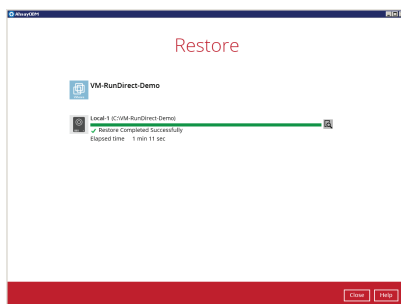 AhsayOBM
Restore
VM-RunDirect-Demo
Local-1 (C:\VM-RunDirect-Demo)
Restore Completed Successfully
Elapsed time 1 min 11 sec
Close Help